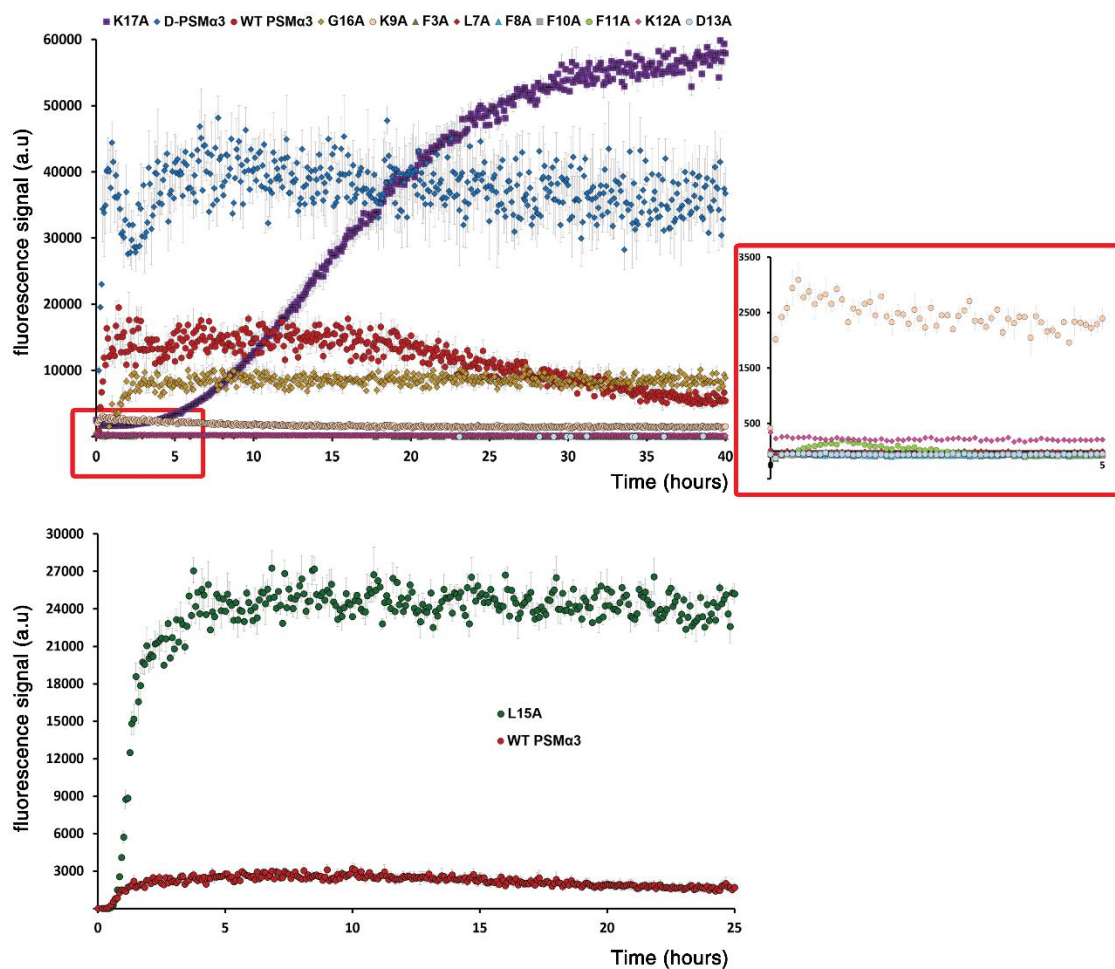 K17A D-PSMα3 WT PSMα3 G16A K9A F3A L7A F8A F10A F11A K12A D13A
60000
50000
40000
30000
20000
10000
0 5 10 15 20 25 30 35 40
fluorescence signal (a.u)
Time (hours)
3500
2500
1500
500
0 5
30000
27000
24000
21000
18000
15000
12000
9000
6000
3000
0 5 10 15 20 25
fluorescence signal (a.u)
L15A
WT PSMα3
Time (hours)